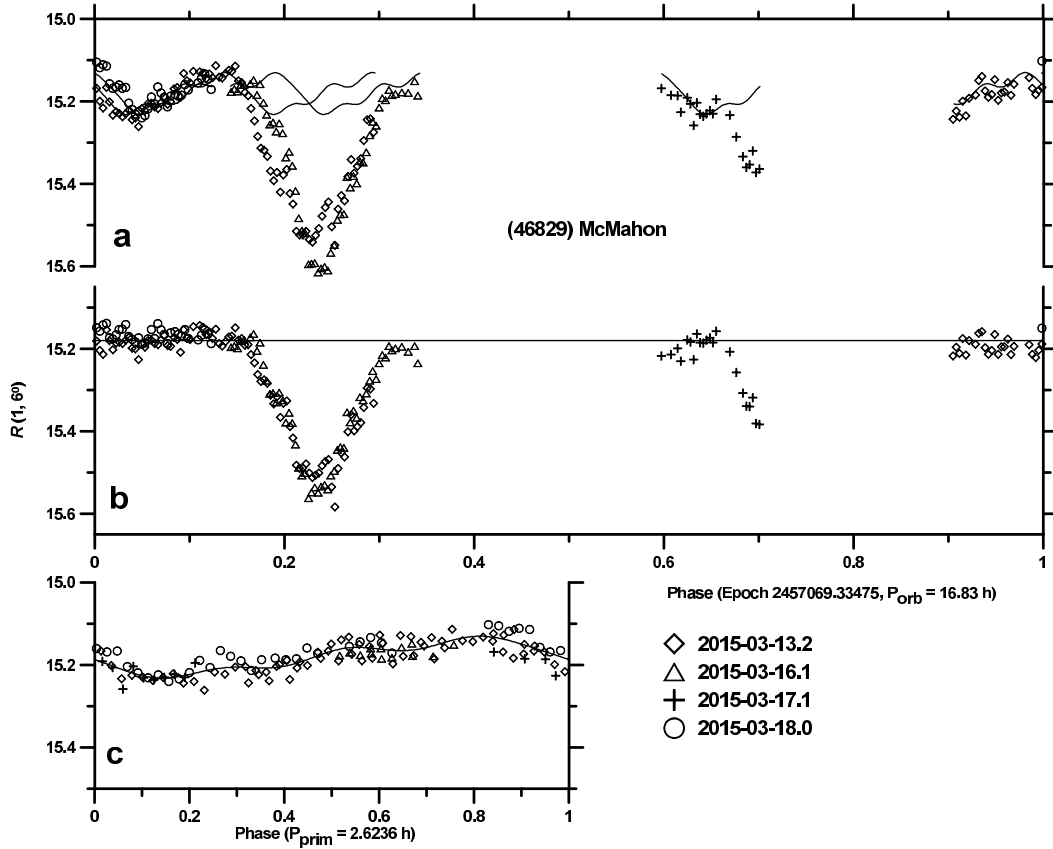 15.0
15.2
15.4
15.6
a
(46829) McMahon
15.2
15.4
15.6
b
R (1, 6º)
0 0.2 0.4 0.6 0.8 1
Phase (Epoch 2457069.33475, Porb = 16.83 h)
15.0
15.2
15.4
c
0 0.2 0.4 0.6 0.8 1
Phase (Pprim = 2.6236 h)
2015-03-13.2
2015-03-16.1
2015-03-17.1
2015-03-18.0